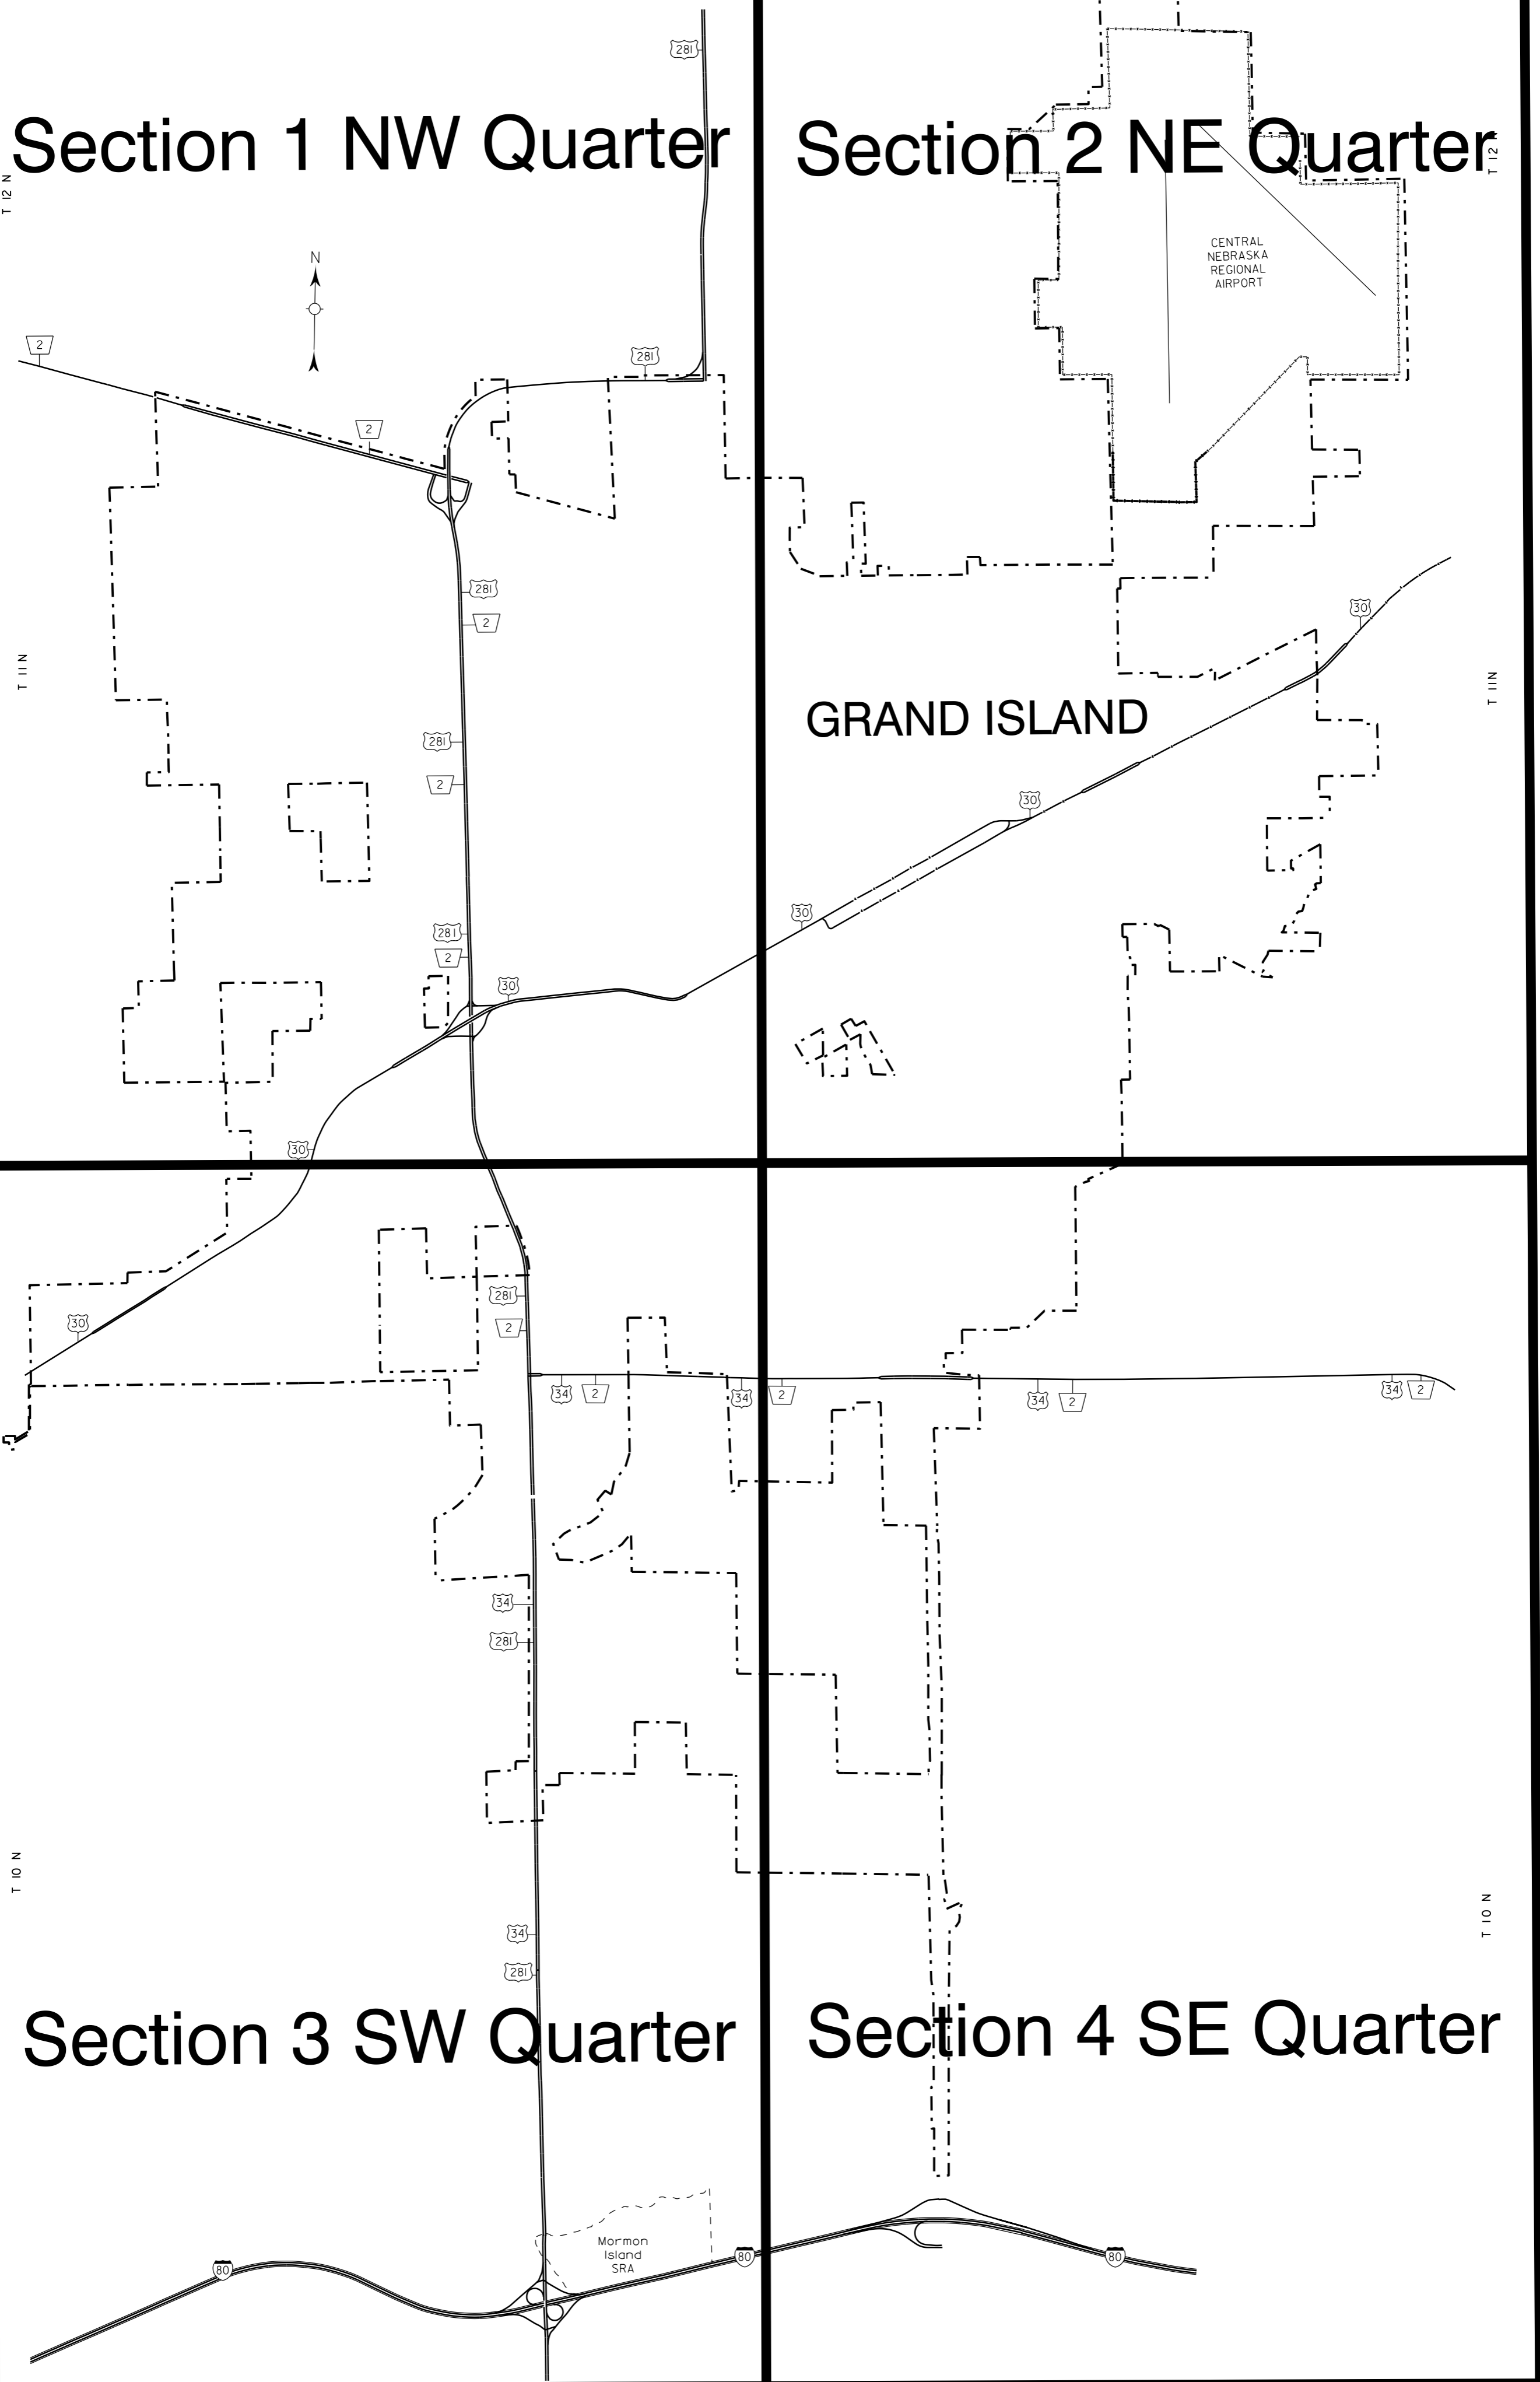 281
Section 1 NW Quarter
Section 2 NE Quarter
T 12 N
T 12 N
N
CENTRAL
NEBRASKA
REGIONAL
AIRPORT
2
281
2
281
30
2
T 11 N
T 11 N
GRAND ISLAND
281
2
30
30
281
2
30
30
281
30
2
34
2
34
2
34
2
34
2
34
281
T 10 N
T 10 N
34
281
Section 3 SW Quarter
Section 4 SE Quarter
Mormon
Island
SRA
80
80
80